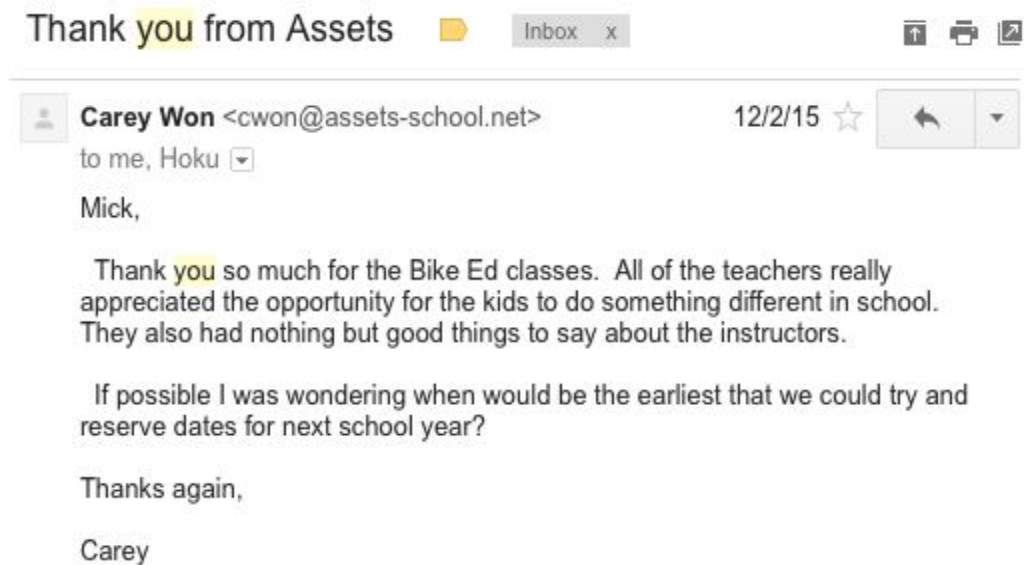 Thank you from Assets Inbox x
Carey Won <cwon@assets-school.net> 12/2/15
to me, Hoku
Mick,
Thank you so much for the Bike Ed classes. All of the teachers really
appreciated the opportunity for the kids to do something different in school.
They also had nothing but good things to say about the instructors.
If possible I was wondering when would be the earliest that we could try and
reserve dates for next school year?
Thanks again,
Carey